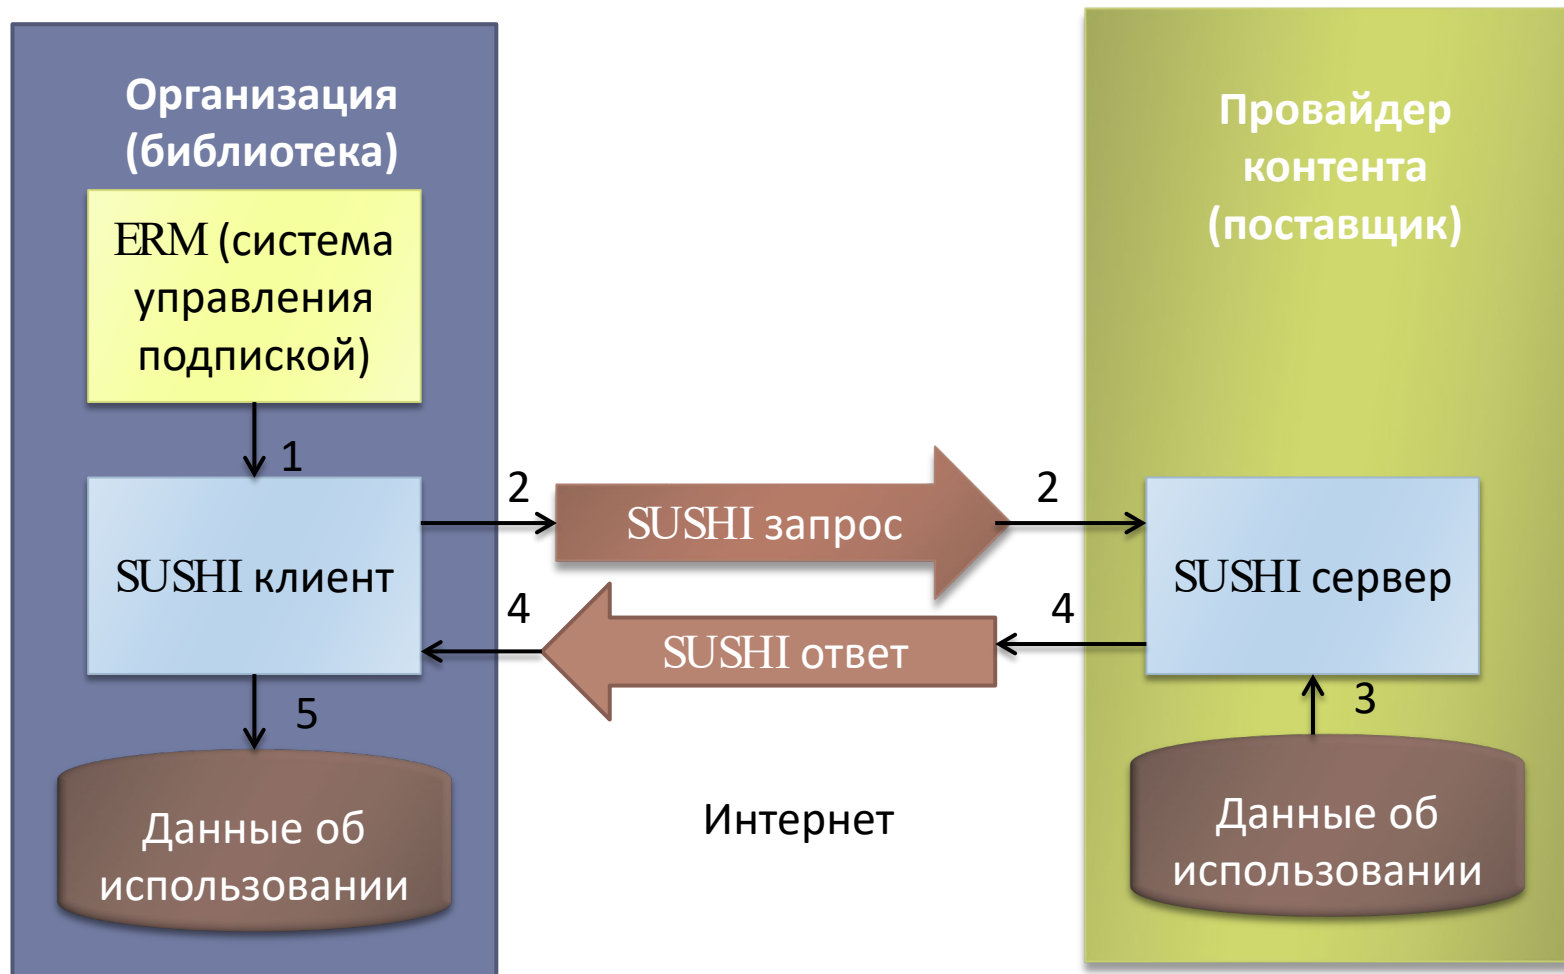 Организация
(библиотека)
ERM (система
управления
подпиской)
1
SUSHI клиент
5
Данные об
использовании
2
SUSHI запрос
2
4
SUSHI ответ
4
Интернет
Провайдер
контента
(поставщик)
SUSHI сервер
3
Данные об
использовании